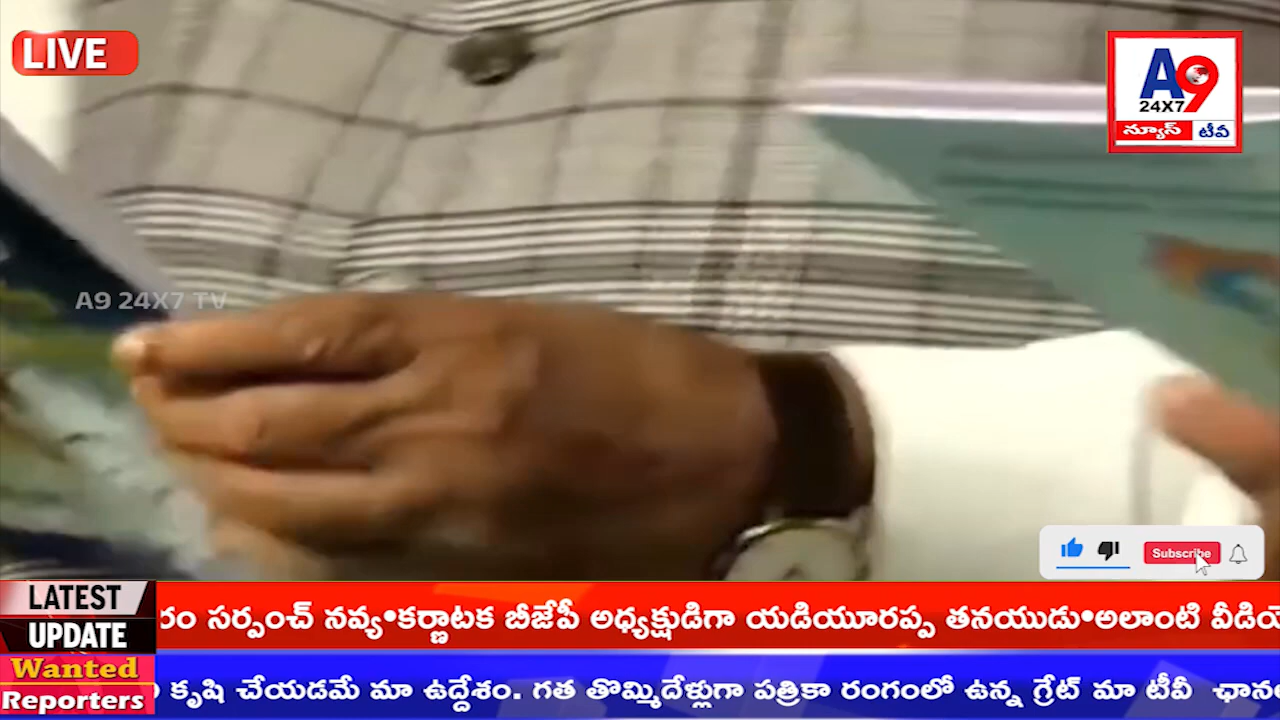 LIVE
A9
24X7
న్యూస్ టీవీ
A9 24X7 TV
Subscribe
LATEST
UPDATE
సర్పంచ్ నవ్య•కర్ణాటక బీజేపీ అధ్యక్షుడిగా యడియూరప్ప తనయుడు•అలాంటి
Wanted
Reporters
కృషి చేయడమే మా ఉద్దేశం. గత తొమ్మిదేళ్లుగా పత్రికా రంగంలో ఉన్న గ్రేట్ మా టీవీ